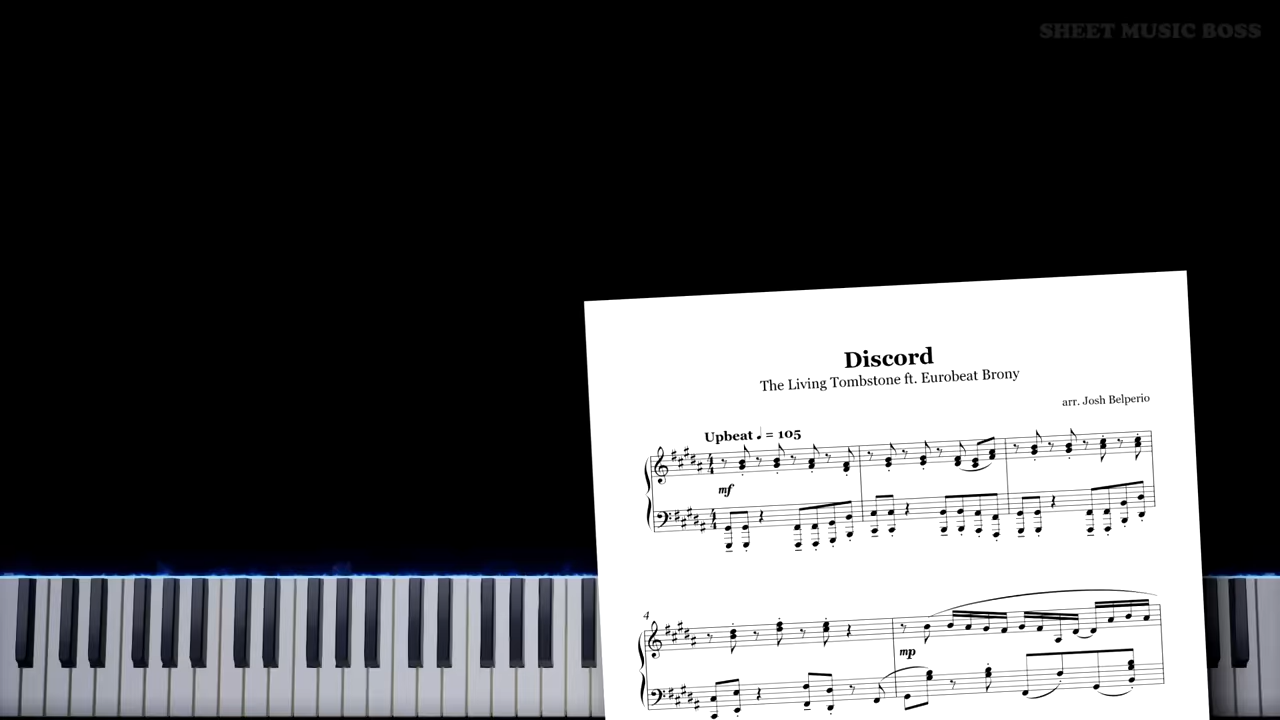 SHEET MUSIC BOSS
Discord
The Living Tombstone ft. Eurobeat Brony
arr. Josh Belperio
Upbeat ♩ = 105
mf
4
mp